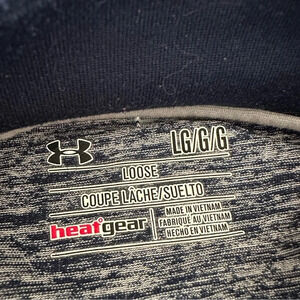 LG/G/G
LOOSE
COUPE LÂCHE/SUELTO
heatgear
MADE IN VIETNAM
FABRIQUÉ AU VIETNAM
HECHO EN VIETNAM